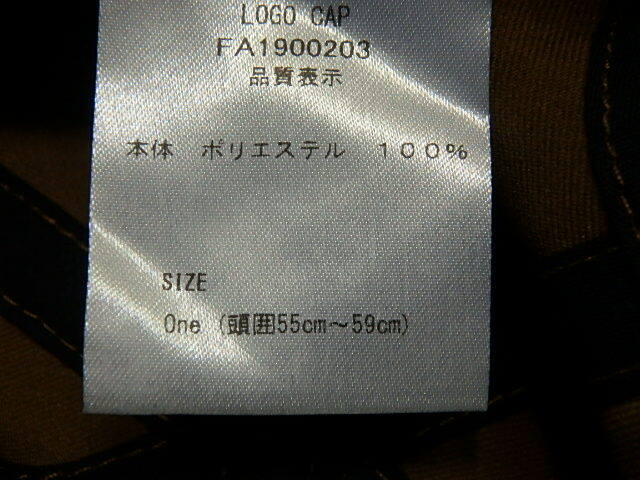 LOGO CAP
FA1900203
品質表示
本体 ポリエステル 100%
SIZE
One (頭囲55cm～59cm)